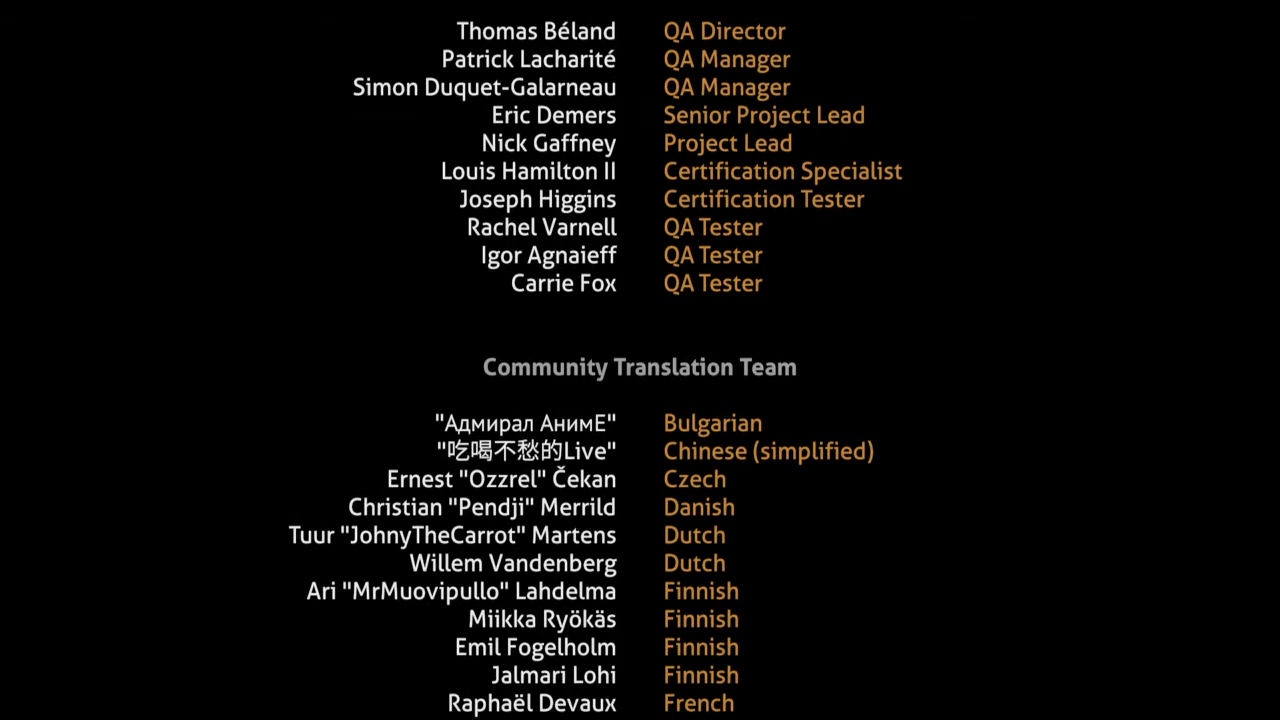 Thomas Béland QA Director
Patrick Lacharité QA Manager
Simon Duquet-Galarneau QA Manager
Eric Demers Senior Project Lead
Nick Gaffney Project Lead
Louis Hamilton II Certification Specialist
Joseph Higgins Certification Tester
Rachel Varnell QA Tester
Igor Agnaieff QA Tester
Carrie Fox QA Tester
Community Translation Team
"Адмирал АнимЕ" Bulgarian
"吃喝不愁的Live" Chinese (simplified)
Ernest "Ozzrel" Čekan Czech
Christian "Pendji" Merrild Danish
Tuur "JohnyTheCarrot" Martens Dutch
Willem Vandenberg Dutch
Ari "MrMuovipullo" Lahdelma Finnish
Miikka Ryökäs Finnish
Emil Fogelholm Finnish
Jalmari Lohi Finnish
Raphaël Devaux French